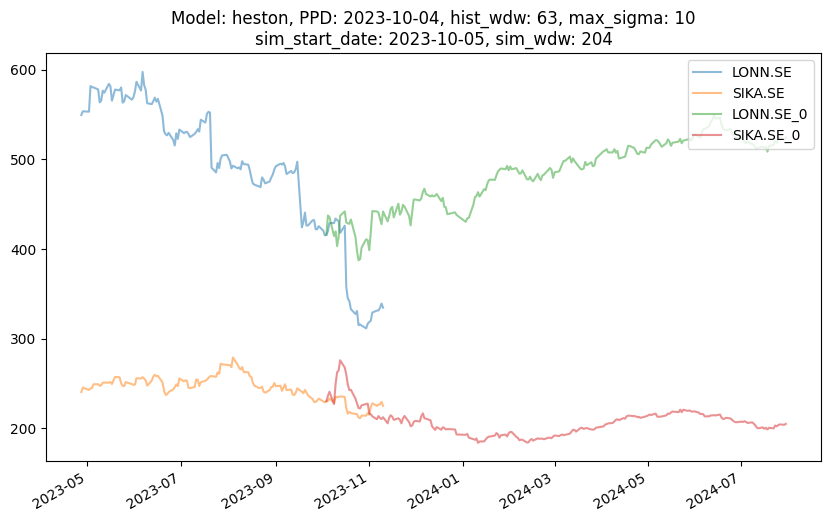 Model: heston, PPD: 2023-10-04, hist_wdw: 63, max_sigma: 10
sim_start_date: 2023-10-05, sim_wdw: 204
LONN.SE
SIKA.SE
LONN.SE_0
SIKA.SE_0
600
500
400
300
200
2023-05
2023-07
2023-09
2023-11
2024-01
2024-03
2024-05
2024-07